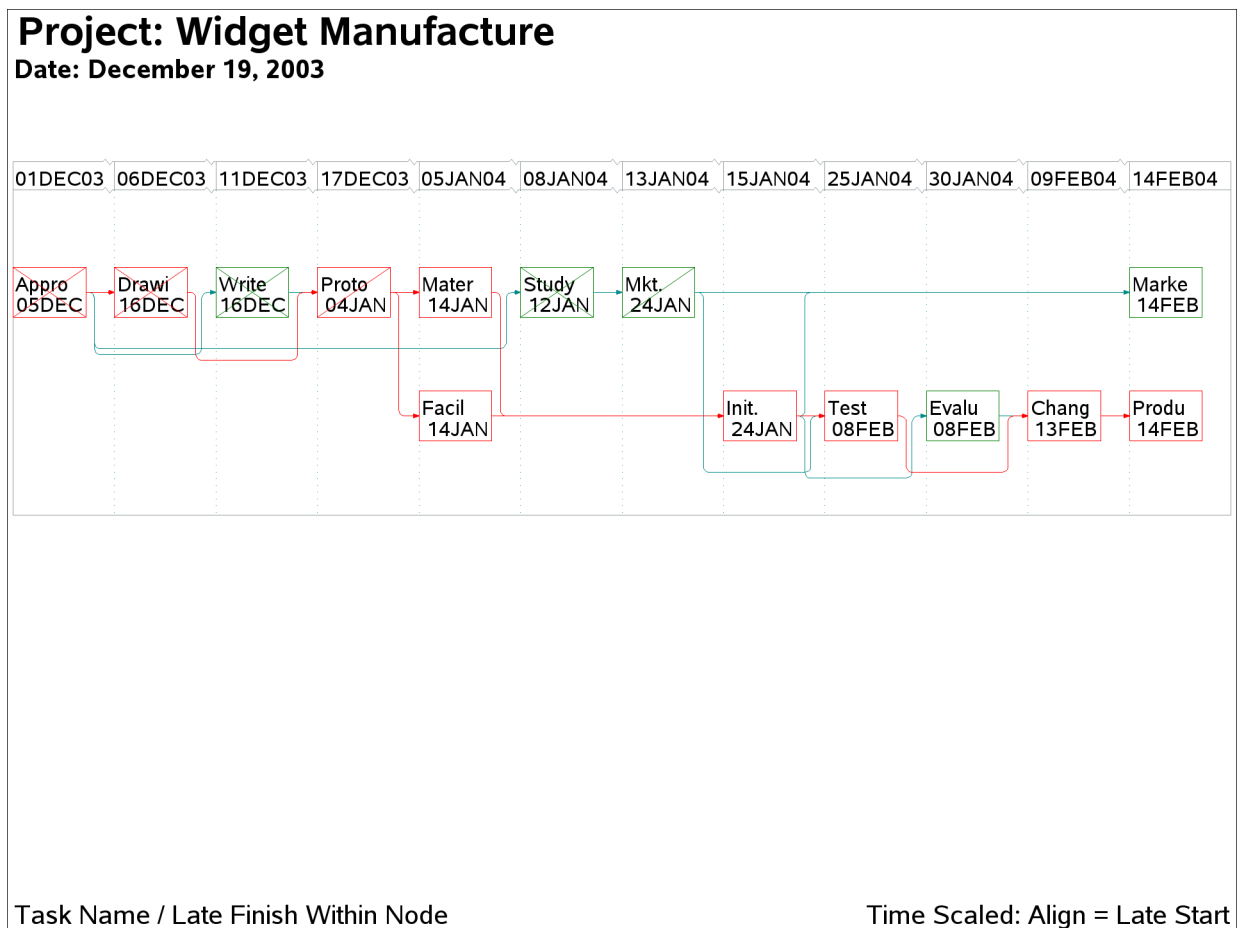 Project: Widget Manufacture
Date: December 19, 2003
01DEC03 06DEC03 11DEC03 17DEC03 05JAN04 08JAN04 13JAN04 15JAN04 25JAN04 30JAN04 09FEB04 14FEB04
Appro Drawi Write Proto Mater Study Mkt. Marke
05DEC 16DEC 16DEC 04JAN 14JAN 12JAN 24JAN 14FEB
Facil Init. Test Evalu Chang Produ
14JAN 24JAN 08FEB 08FEB 13FEB 14FEB
Task Name / Late Finish Within Node Time Scaled: Align = Late Start